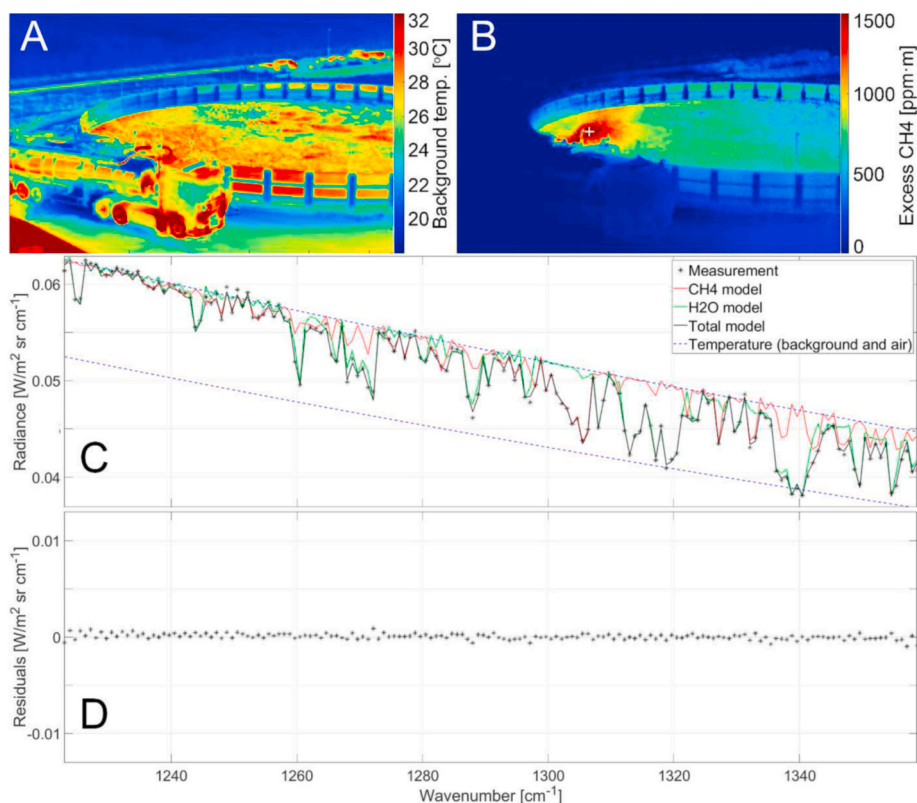 A
32
30
28
26
24
22
20
Background temp. [°C]
B
1500
1000
500
0
Excess CH4 [ppm·m]
0.06
0.05
0.04
Radiance [W/m² sr cm⁻¹]
C
Measurement
CH4 model
H2O model
Total model
Temperature (background and air)
0.01
0
-0.01
Residuals [W/m² sr cm⁻¹]
D
1240
1260
1280
1300
1320
1340
Wavenumber [cm⁻¹]